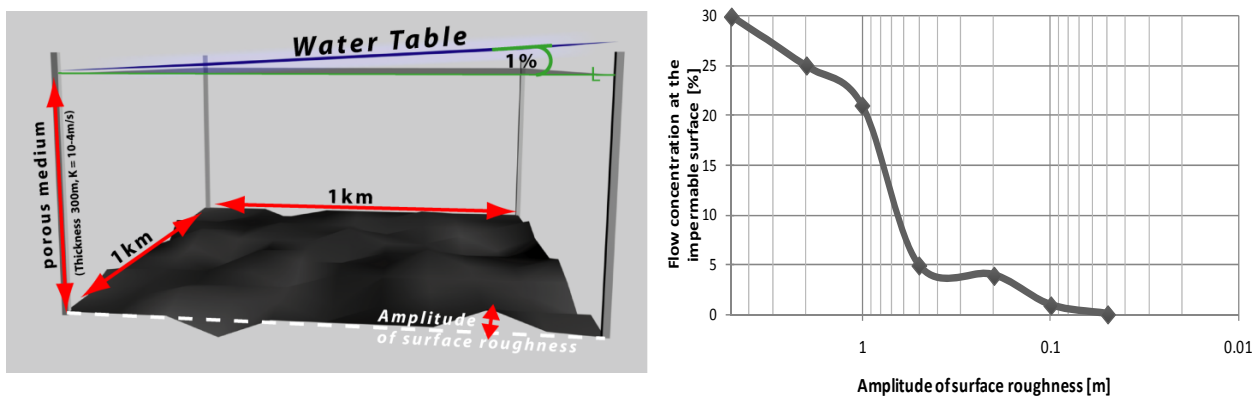 Water Table
1%
porous medium
(Thickness 300m, K = 10-4m/s)
1km
1km
Amplitude
of surface roughness
Flow concentration at the
impermable surface [%]
30
25
20
15
10
5
0
1
0.1
0.01
Amplitude of surface roughness [m]